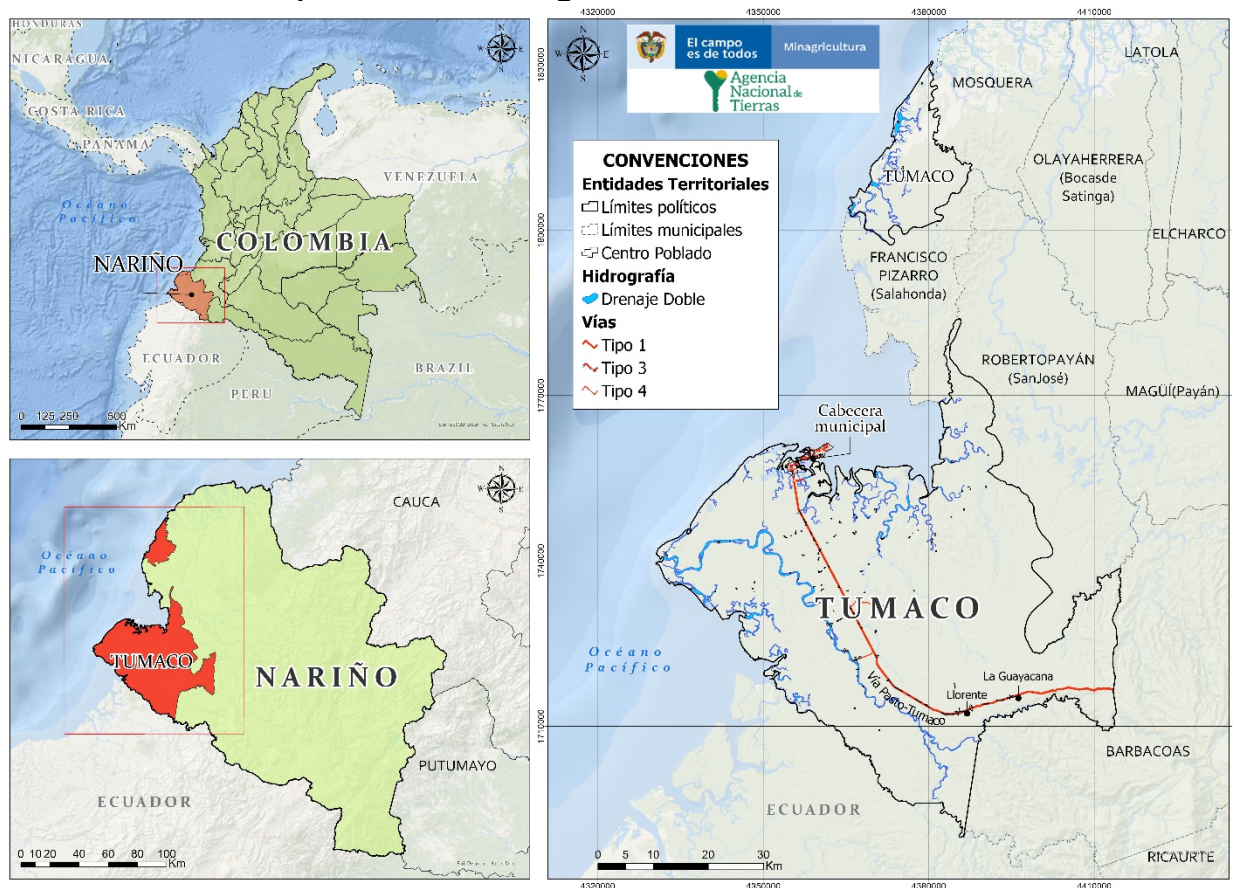 HONDURAS
NICARAGUA
COSTA RICA
PANAMA
VENEZUELA
Océano
Pacífico
COLOMBIA
NARIÑO
ECUADOR
PERU
BRAZIL
N
W E
S
0 125 250 500
Km
CAUCA
Océano
Pacífico
TUMACO
NARIÑO
PUTUMAYO
ECUADOR
N
W E
S
0 10 20 40 60 80 100
Km
4320000 4350000 4380000 4410000
1830000
1800000
1770000
1740000
1710000
N
W E
S
El campo
es de todos
Minagricultura
Agencia
Nacional de
Tierras
CONVENCIONES
Entidades Territoriales
Límites políticos
Límites municipales
Centro Poblado
Hidrografía
Drenaje Doble
Vías
Tipo 1
Tipo 3
Tipo 4
LATOLA
MOSQUERA
OLAYAHERRERA
(Bocasde
Satinga)
TUMACO
ELCHARCO
FRANCISCO
PIZARRO
(Salahonda)
ROBERTOPAYÁN
(SanJosé)
MAGÜÍ(Payán)
Cabecera
municipal
TUMACO
Océano
Pacífico
La Guayacana
Llorente
Vía Pasto-Tumaco
BARBACOAS
ECUADOR
RICAURTE
0 5 10 20 30
Km
4320000 4350000 4380000 4410000